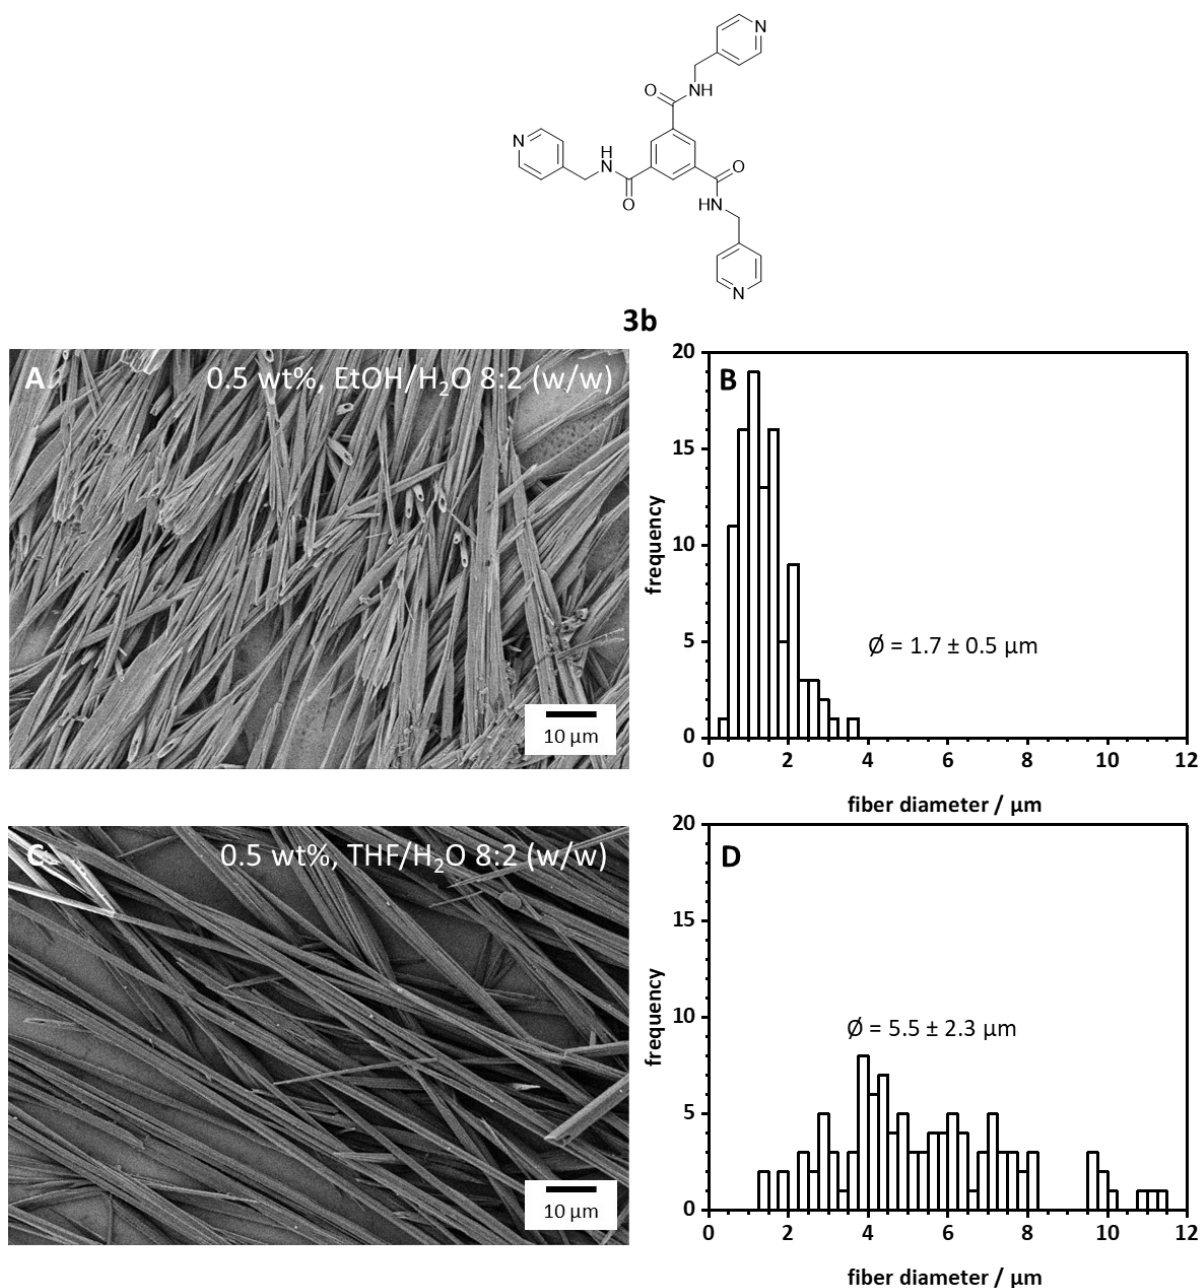 N
O
NH
N
H
N
O
O
HN
N
3b
A
0.5 wt%, EtOH/H₂O 8:2 (w/w)
10 µm
B
20
15
10
5
0
frequency
Ø = 1.7 ± 0.5 µm
0 2 4 6 8 10 12
fiber diameter / µm
C
0.5 wt%, THF/H₂O 8:2 (w/w)
10 µm
D
20
15
10
5
0
frequency
Ø = 5.5 ± 2.3 µm
0 2 4 6 8 10 12
fiber diameter / µm